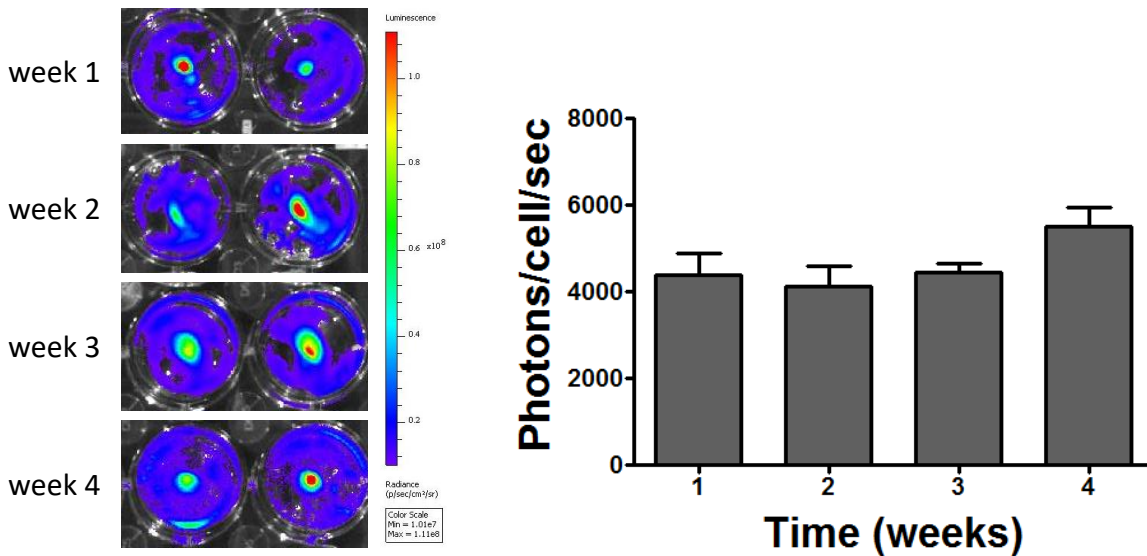 week 1
week 2
week 3
week 4
Luminescence
1.0
0.8
0.6
x10⁸
0.4
0.2
Radiance
(p/sec/cm²/sr)
Color Scale
Min = 1.01e7
Max = 1.11e8
Photons/cell/sec
8000
6000
4000
2000
0
1 2 3 4
Time (weeks)